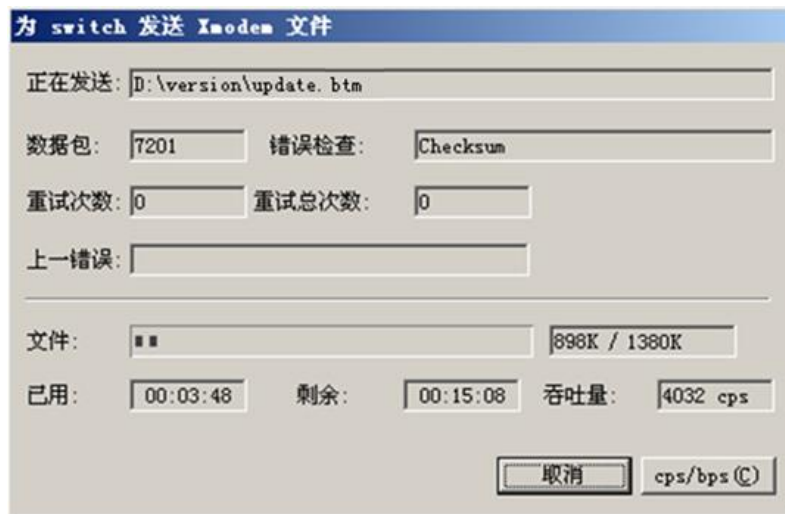 为 switch 发送 Xmodem 文件
正在发送: D:\version\update.btm
数据包: 7201 错误检查: Checksum
重试次数: 0 重试总次数: 0
上一错误:
文件: 898K / 1380K
已用: 00:03:48 剩余: 00:15:08 吞吐量: 4032 cps
取消 cps/bps(C)